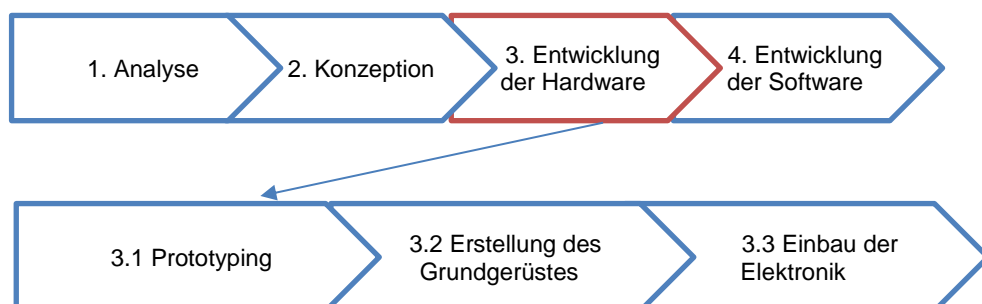 1. Analyse
2. Konzeption
3. Entwicklung
der Hardware
4. Entwicklung
der Software
3.1 Prototyping
3.2 Erstellung des
Grundgerüstes
3.3 Einbau der
Elektronik